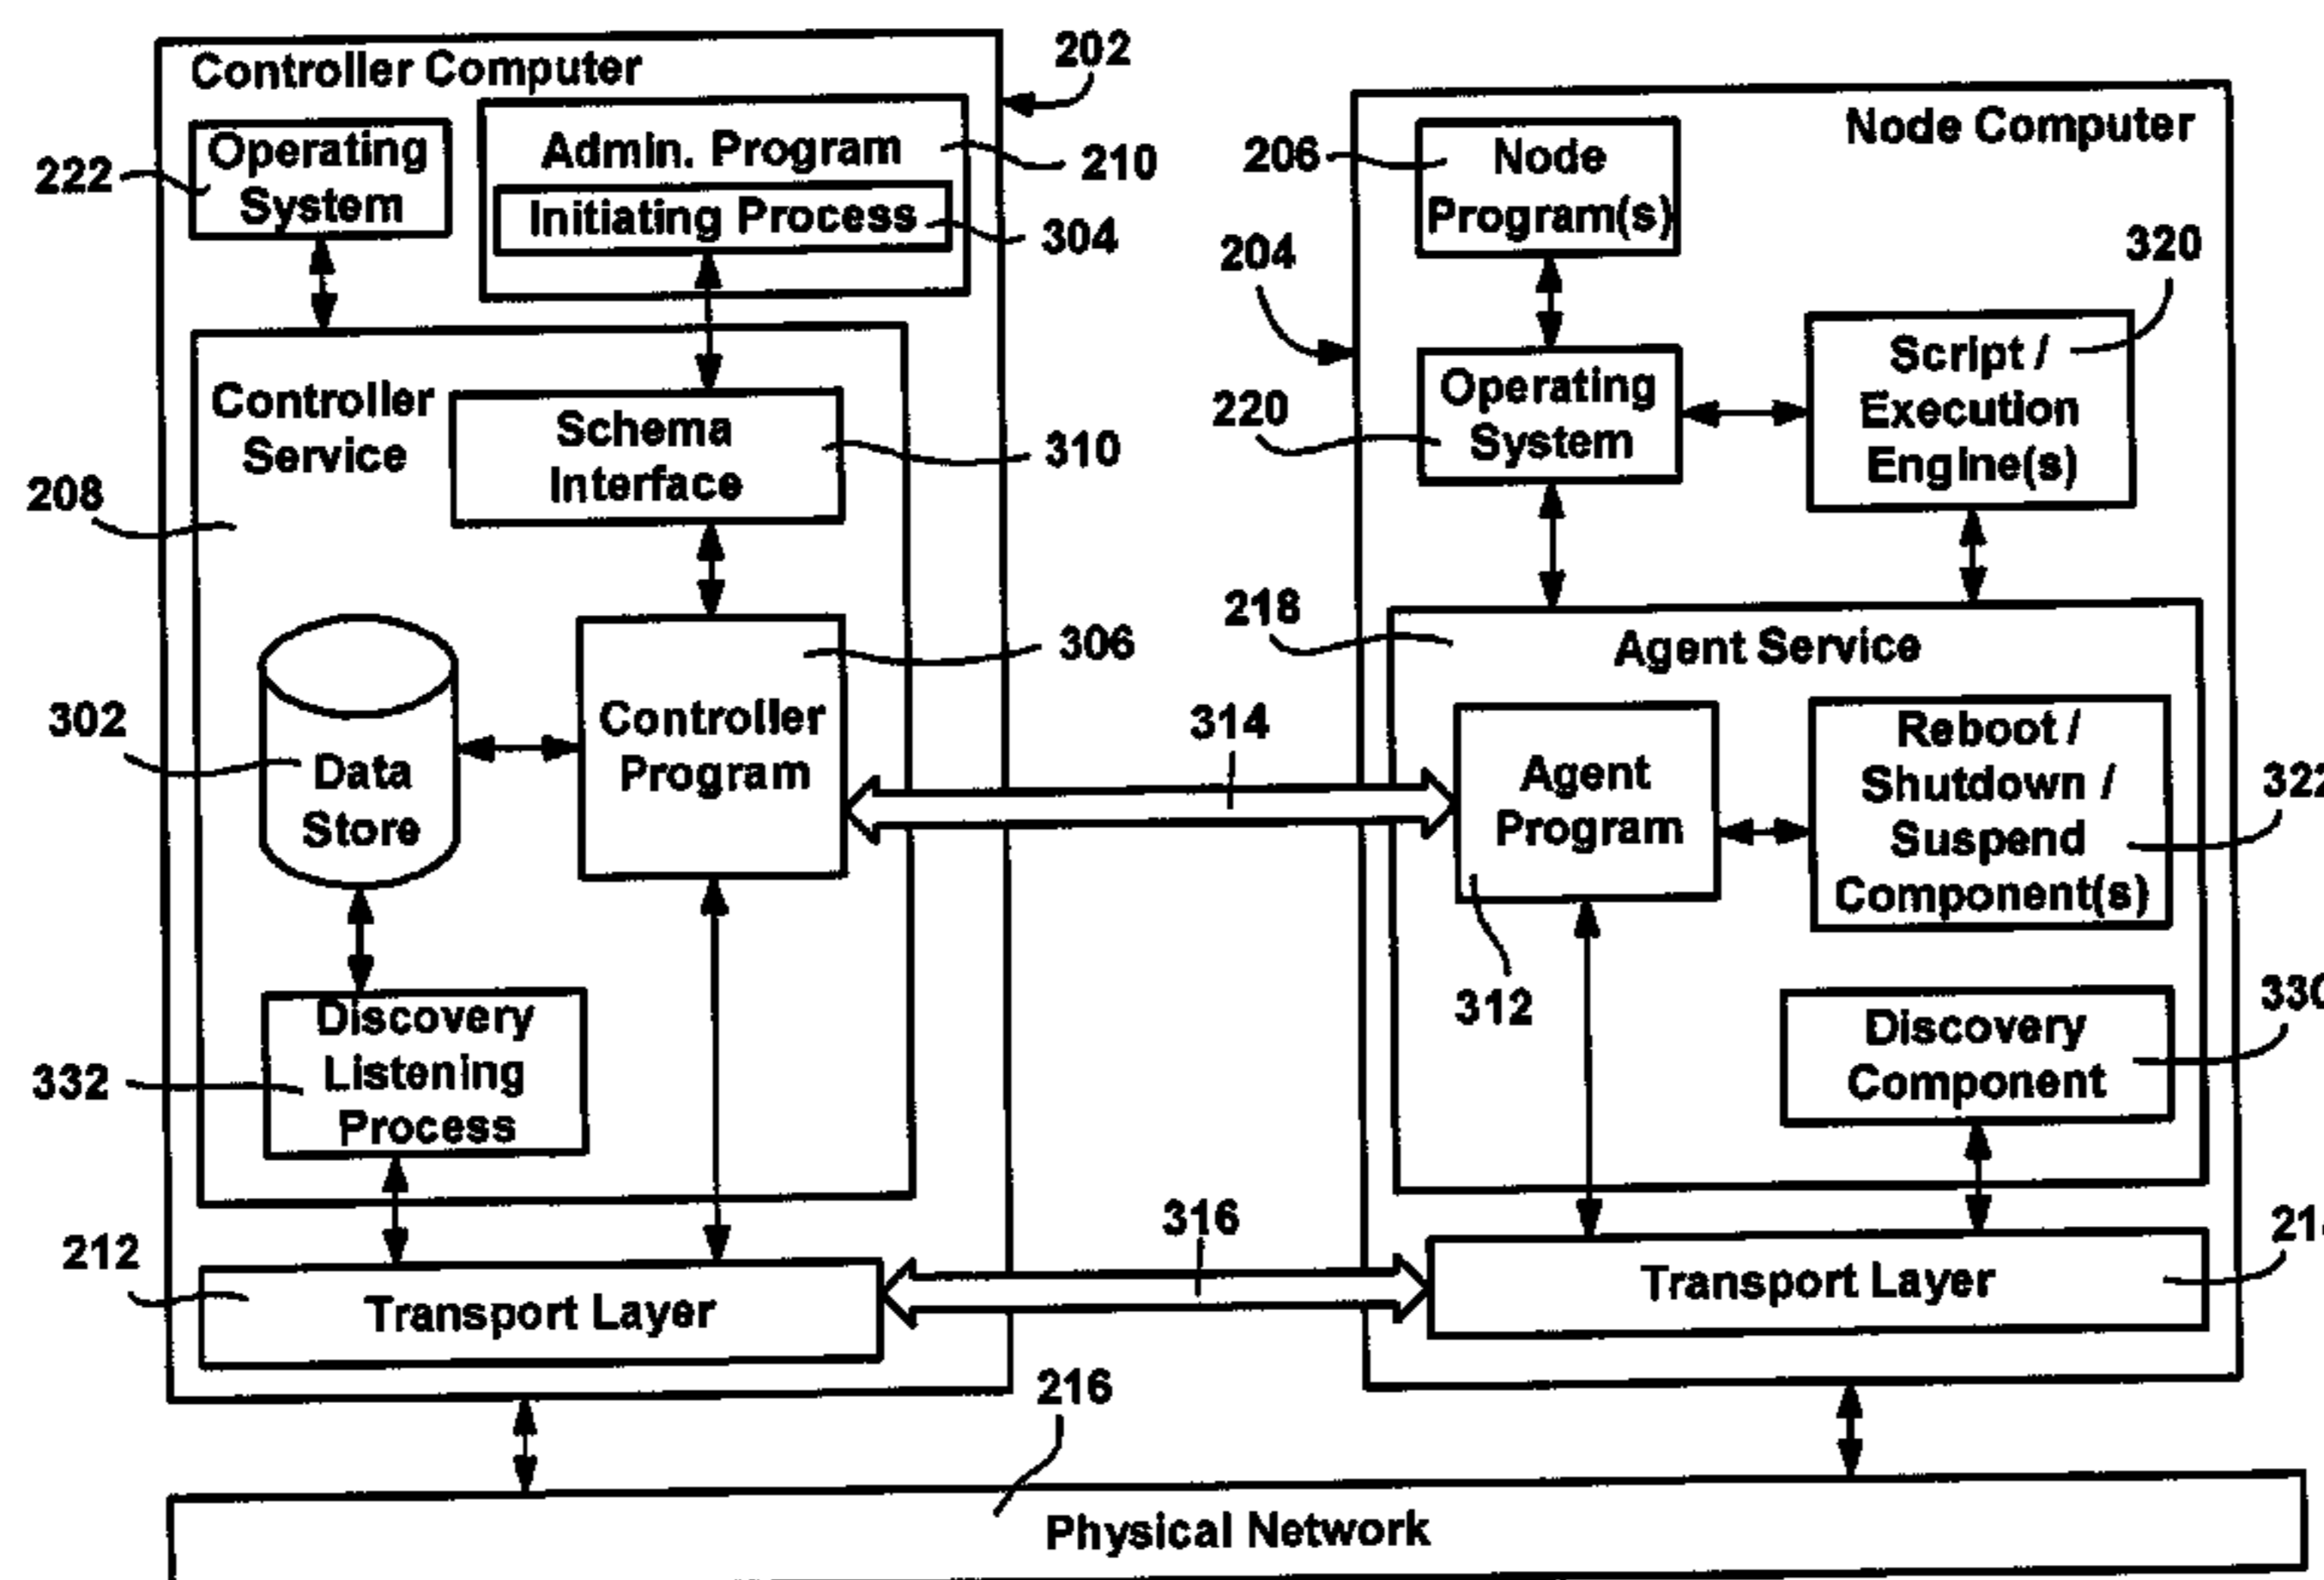 Controller Computer
202
Operating
System
222
Admin. Program
210
Initiating Process
304
Controller
Service
208
Schema
Interface
310
306
Controller
Program
302
Data
Store
Discovery
Listening
Process
332
212
Transport Layer
314
316
216
Physical Network
Node Computer
206
Node
Program(s)
204
320
220
Operating
System
Script /
Execution
Engine(s)
218
Agent Service
Agent
Program
312
Reboot /
Shutdown /
Suspend
Component(s)
322
330
Discovery
Component
Transport Layer